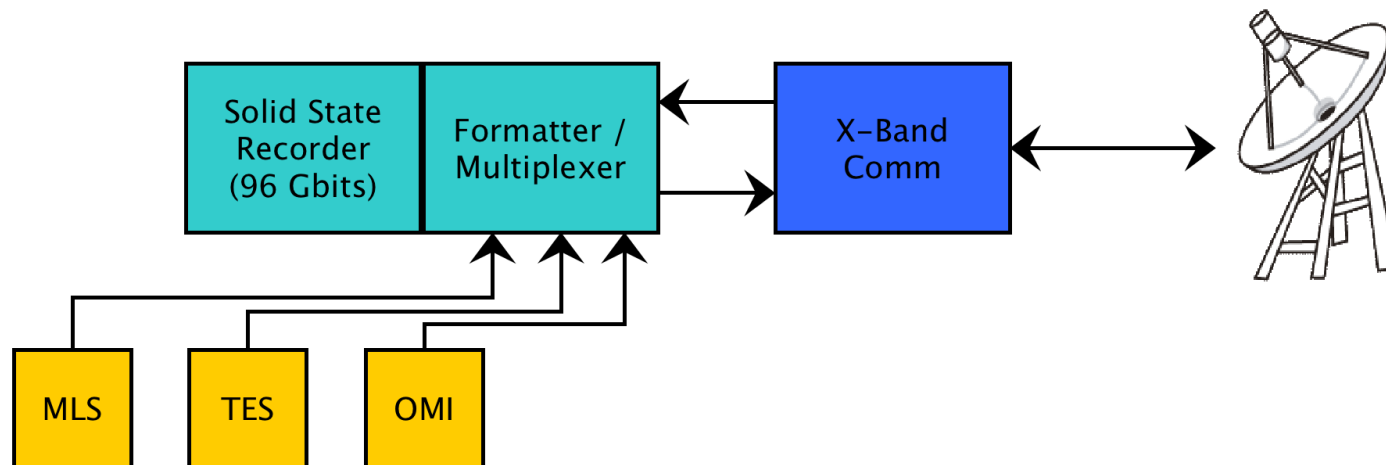 Solid State
Recorder
(96 Gbits)
Formatter /
Multiplexer
X-Band
Comm
MLS
TES
OMI